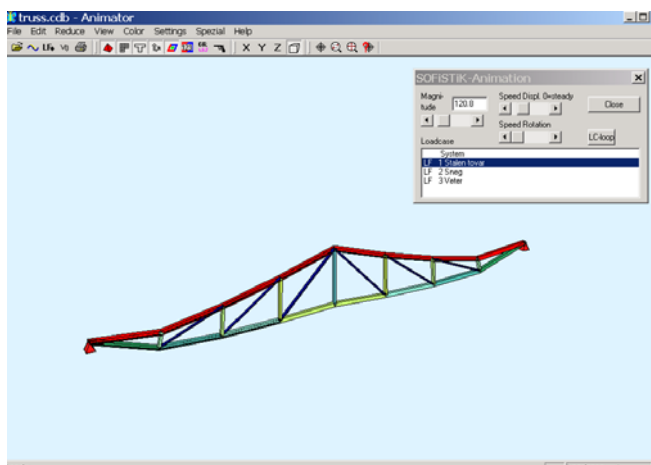 truss.cdb - Animator
File Edit Reduce View Color Settings Spezial Help
X Y Z
SOFiSTiK-Animation
Magni-
tude
120.0
Speed Displ. 0=steady
Close
Speed Rotation
LC-loop
Loadcase
System
LF 1 Stalen tovar
LF 2 Sneg
LF 3 Veter